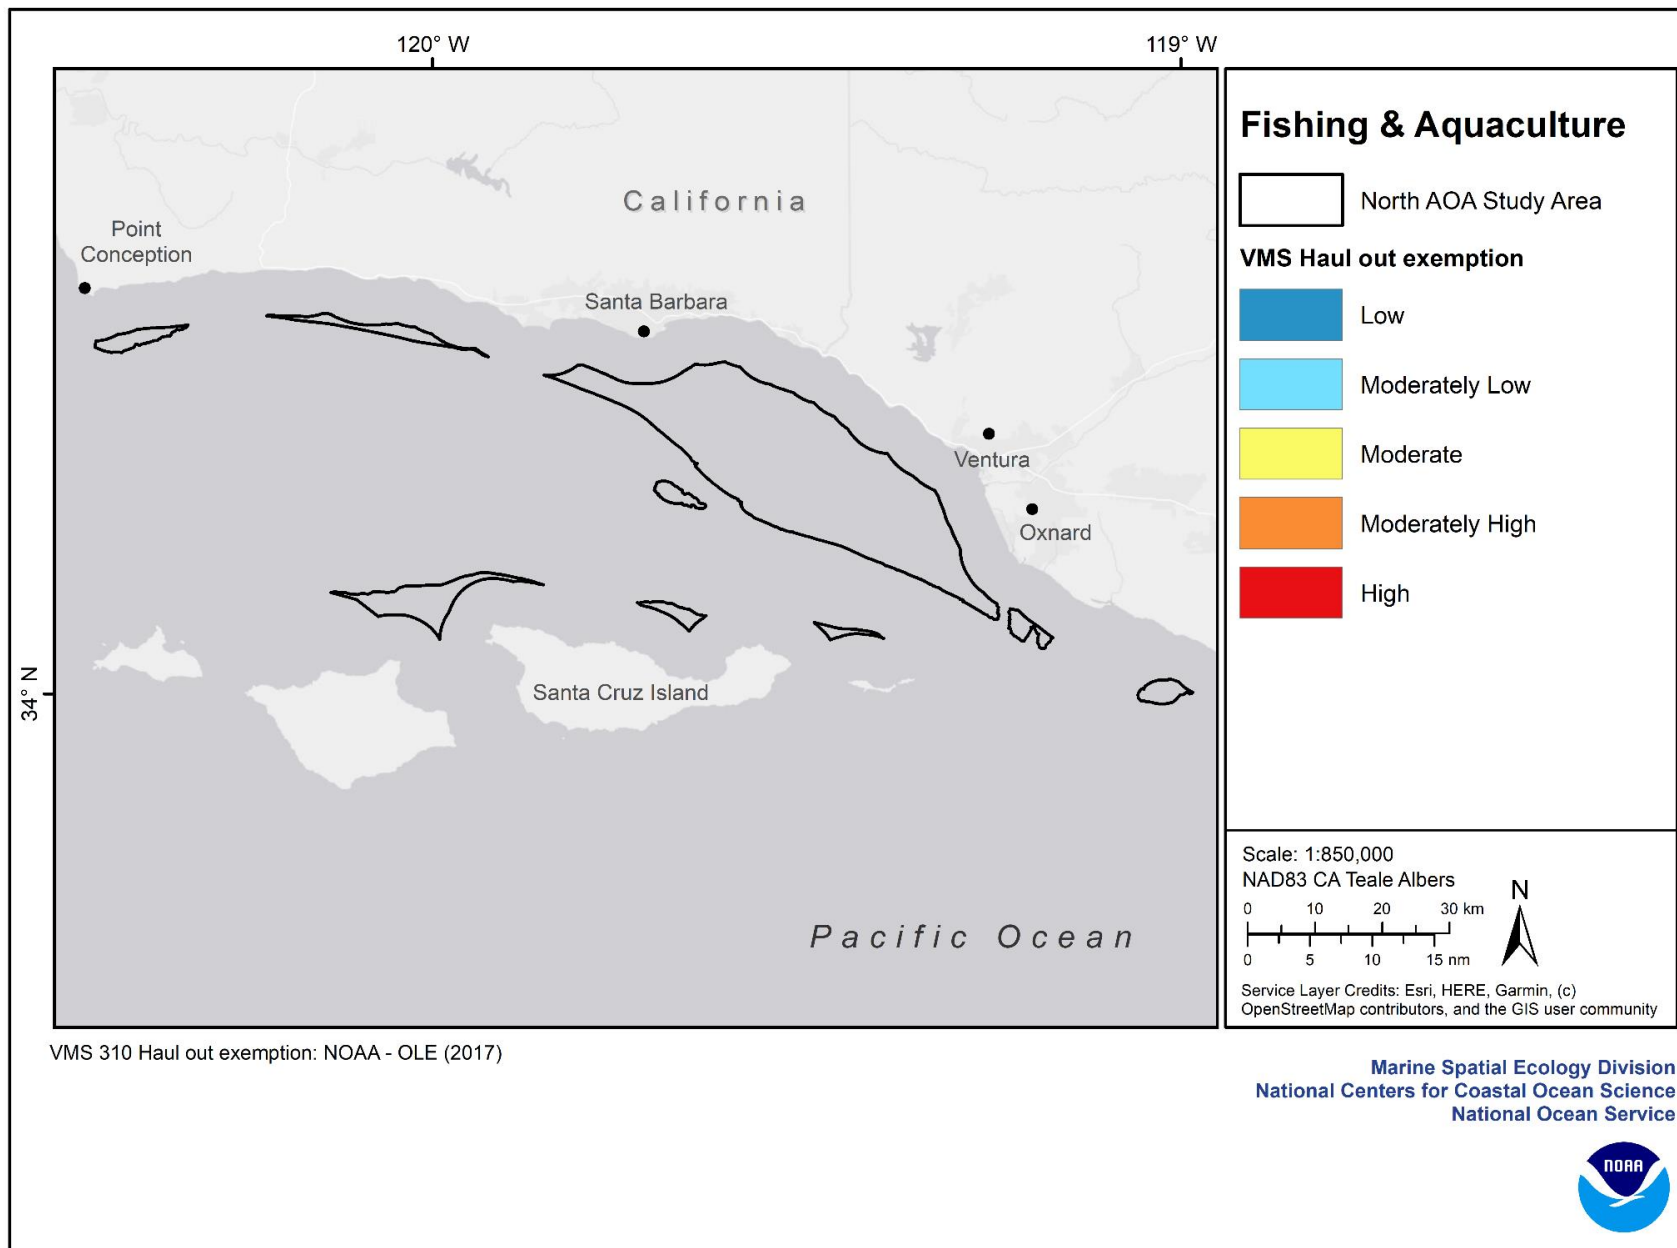 120° W
119° W
34° N
Point
Conception
California
Santa Barbara
Ventura
Oxnard
Santa Cruz Island
Pacific Ocean
Fishing & Aquaculture
North AOA Study Area
VMS Haul out exemption
Low
Moderately Low
Moderate
Moderately High
High
Scale: 1:850,000
NAD83 CA Teale Albers
0 10 20 30 km
0 5 10 15 nm
N
Service Layer Credits: Esri, HERE, Garmin, (c)
OpenStreetMap contributors, and the GIS user community
VMS 310 Haul out exemption: NOAA - OLE (2017)
Marine Spatial Ecology Division
National Centers for Coastal Ocean Science
National Ocean Service
NOAA